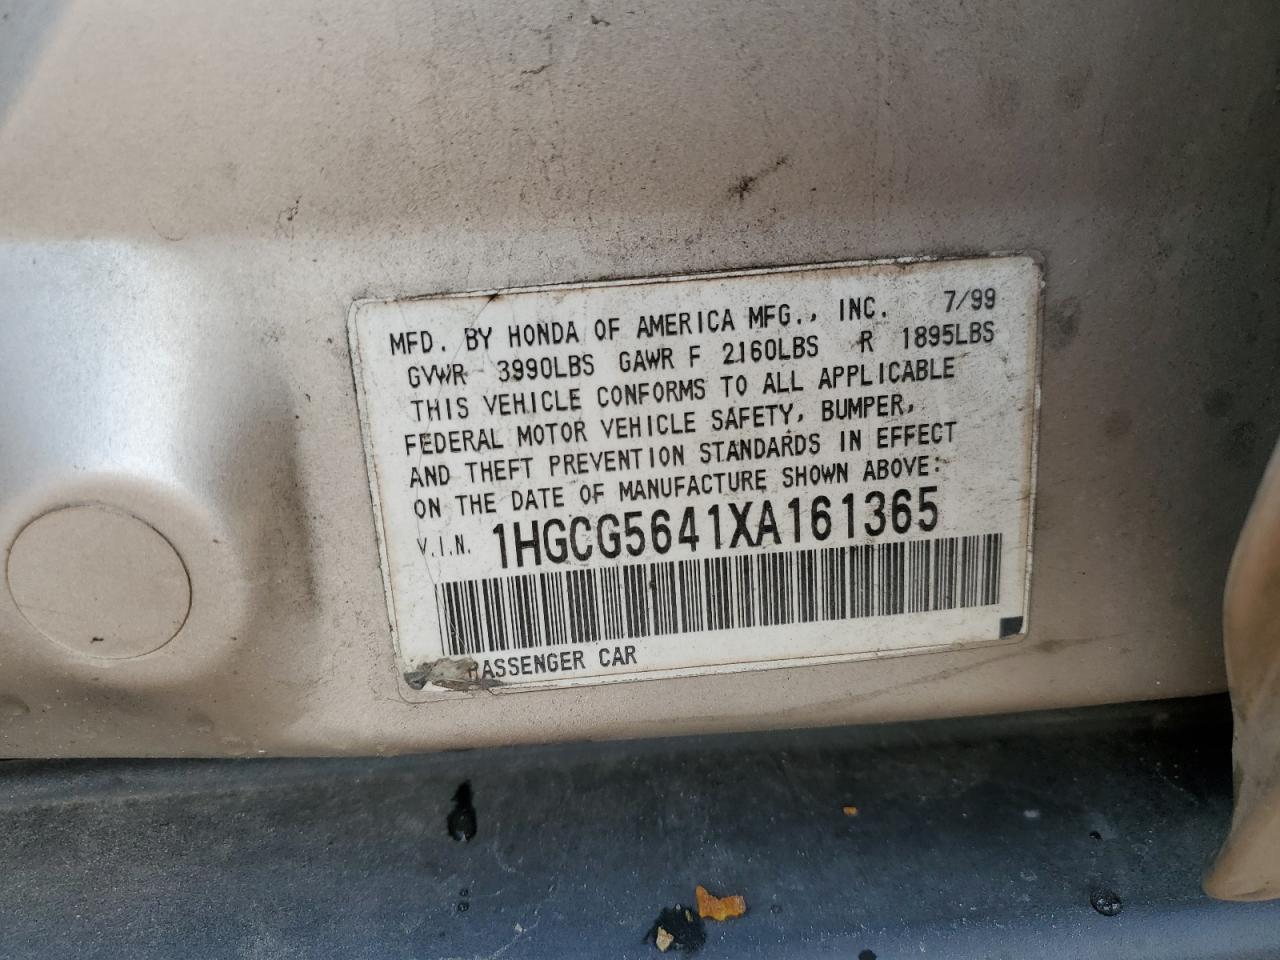 MFD. BY HONDA OF AMERICA MFG., INC. 7/99
GVWR 3990LBS GAWR F 2160LBS R 1895LBS
THIS VEHICLE CONFORMS TO ALL APPLICABLE
FEDERAL MOTOR VEHICLE SAFETY, BUMPER,
AND THEFT PREVENTION STANDARDS IN EFFECT
ON THE DATE OF MANUFACTURE SHOWN ABOVE:
V.I.N. 1HGCG5641XA161365
PASSENGER CAR